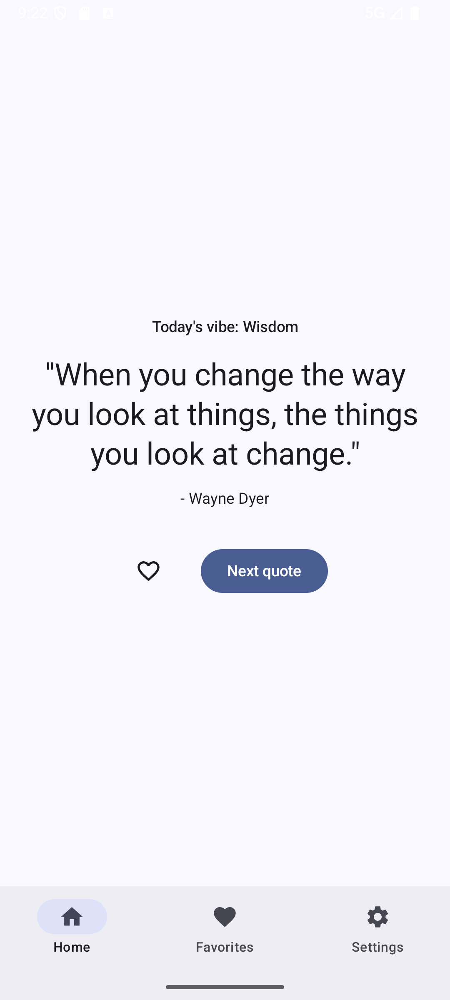 9:22
5G
Today's vibe: Wisdom
"When you change the way
you look at things, the things
you look at change."
- Wayne Dyer
Next quote
Home
Favorites
Settings